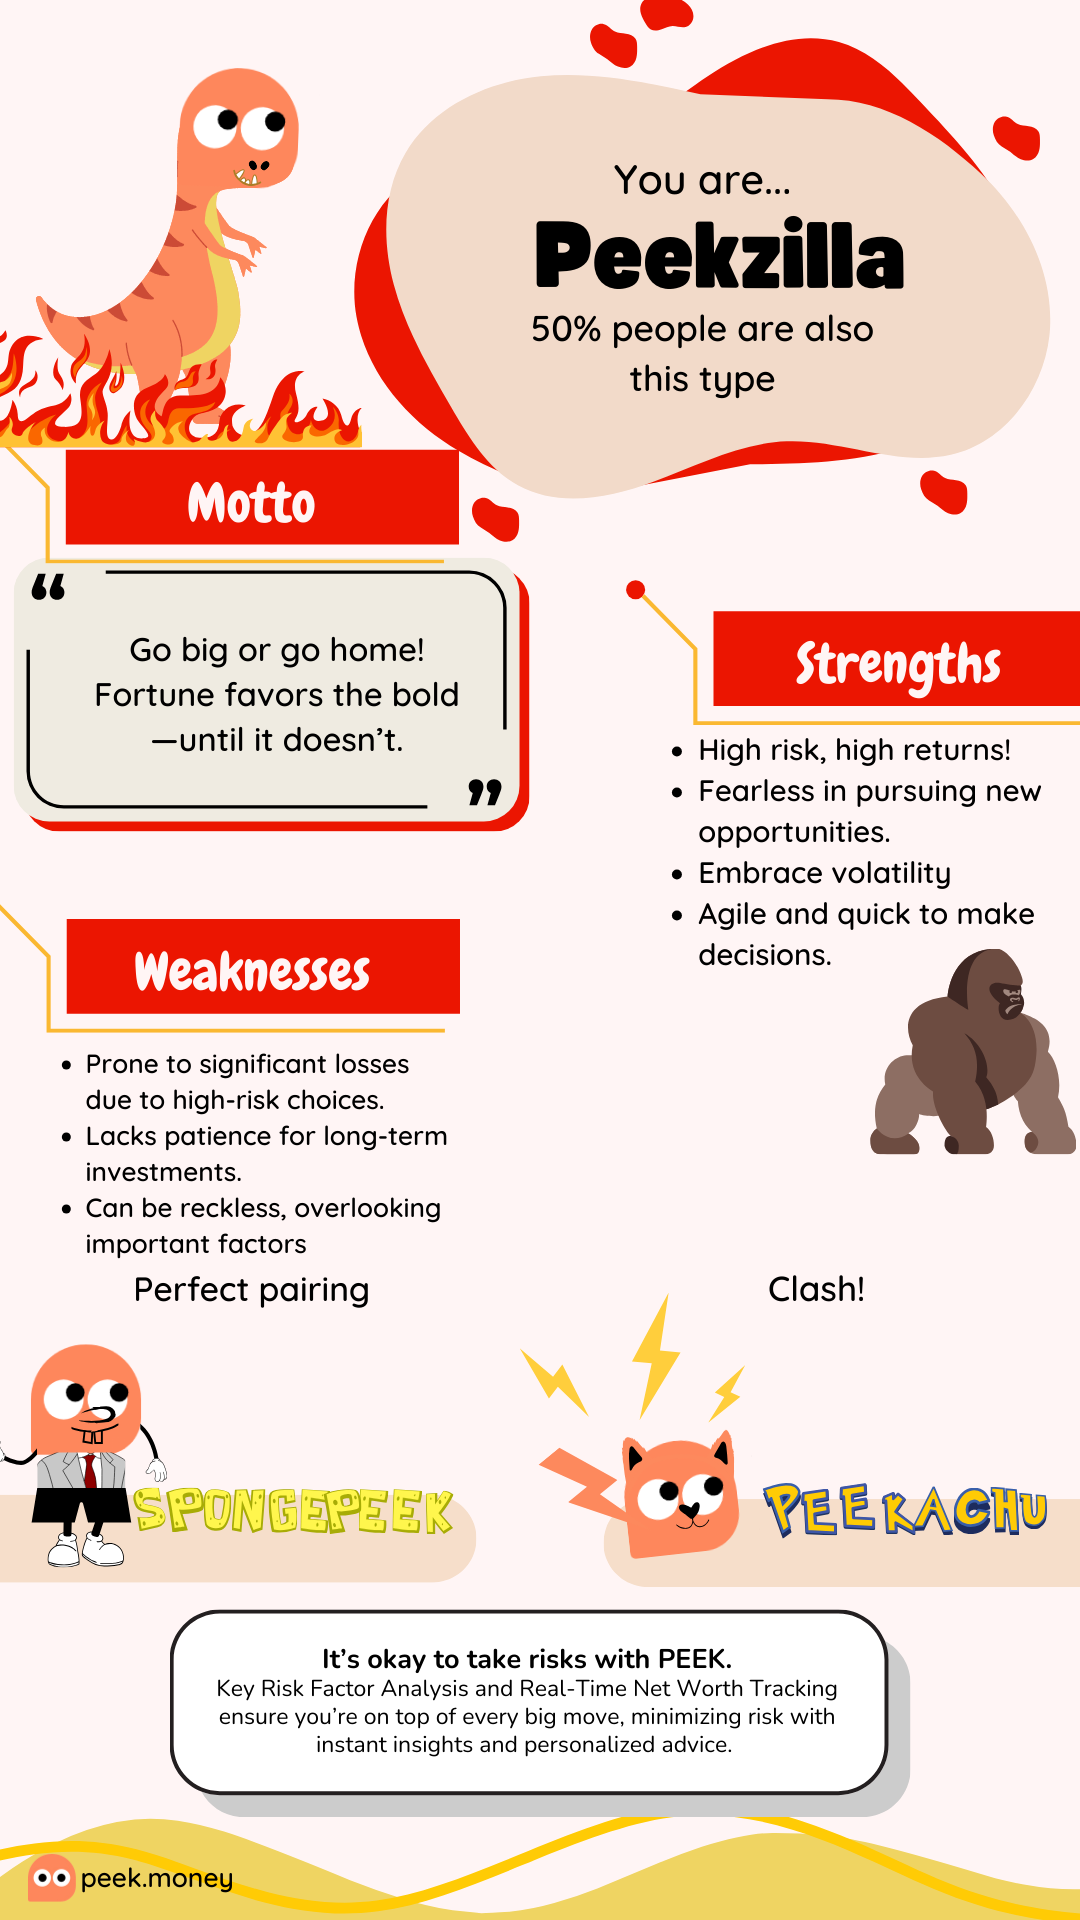 You are...
Peekzilla
50% people are also
this type
Motto
“
Go big or go home!
Fortune favors the bold
—until it doesn’t.
”
Strengths
• High risk, high returns!
• Fearless in pursuing new
opportunities.
• Embrace volatility
• Agile and quick to make
decisions.
Weaknesses
• Prone to significant losses
due to high-risk choices.
• Lacks patience for long-term
investments.
• Can be reckless, overlooking
important factors
Perfect pairing
SPONGEPEEK
Clash!
PEEKACHU
It’s okay to take risks with PEEK.
Key Risk Factor Analysis and Real-Time Net Worth Tracking
ensure you’re on top of every big move, minimizing risk with
instant insights and personalized advice.
peek.money